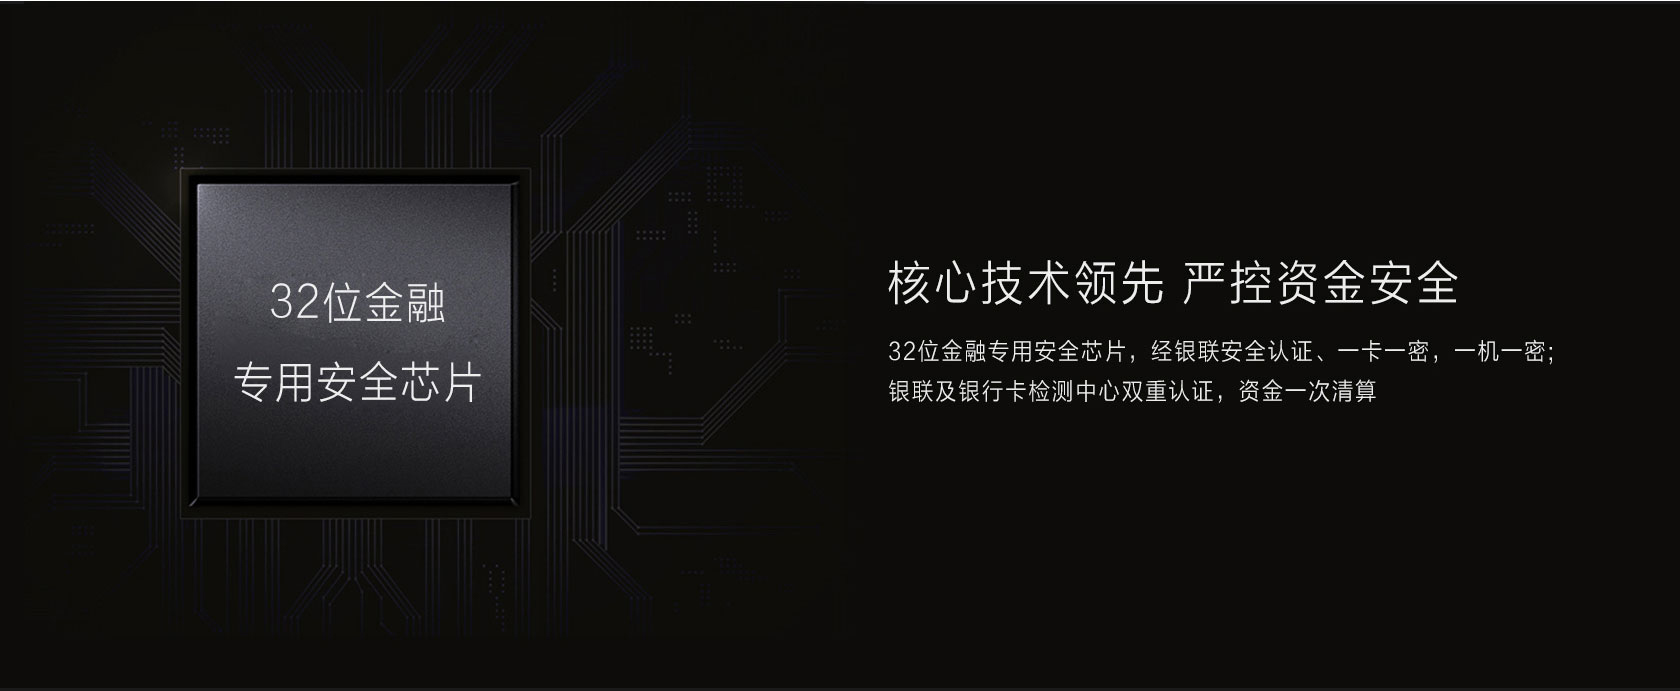 32位金融
专用安全芯片
核心技术领先 严控资金安全
32位金融专用安全芯片，经银联安全认证、一卡一密，一机一密；
银联及银行卡检测中心双重认证，资金一次清算